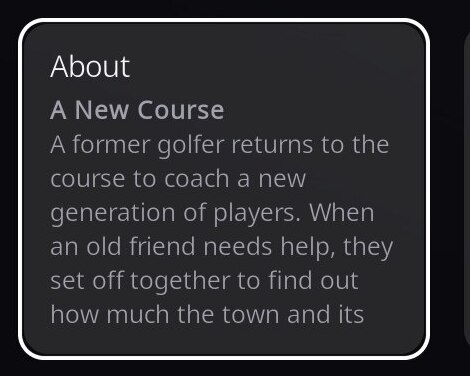 About
A New Course
A former golfer returns to the
course to coach a new
generation of players. When
an old friend needs help, they
set off together to find out
how much the town and its